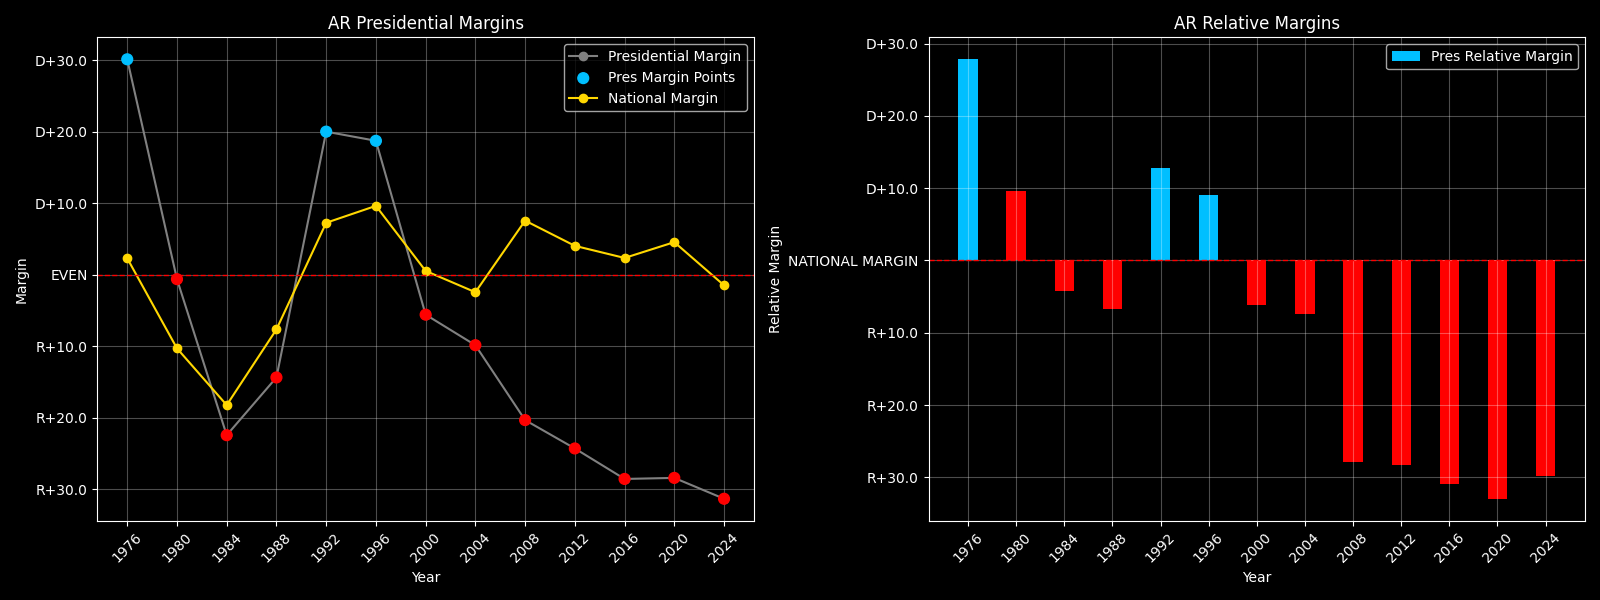 AR Presidential Margins
Presidential Margin
Pres Margin Points
National Margin
D+30.0
D+20.0
D+10.0
EVEN
R+10.0
R+20.0
R+30.0
Margin
1976
1980
1984
1988
1992
1996
2000
2004
2008
2012
2016
2020
2024
Year
AR Relative Margins
Pres Relative Margin
D+30.0
D+20.0
D+10.0
NATIONAL MARGIN
R+10.0
R+20.0
R+30.0
Relative Margin
1976
1980
1984
1988
1992
1996
2000
2004
2008
2012
2016
2020
2024
Year